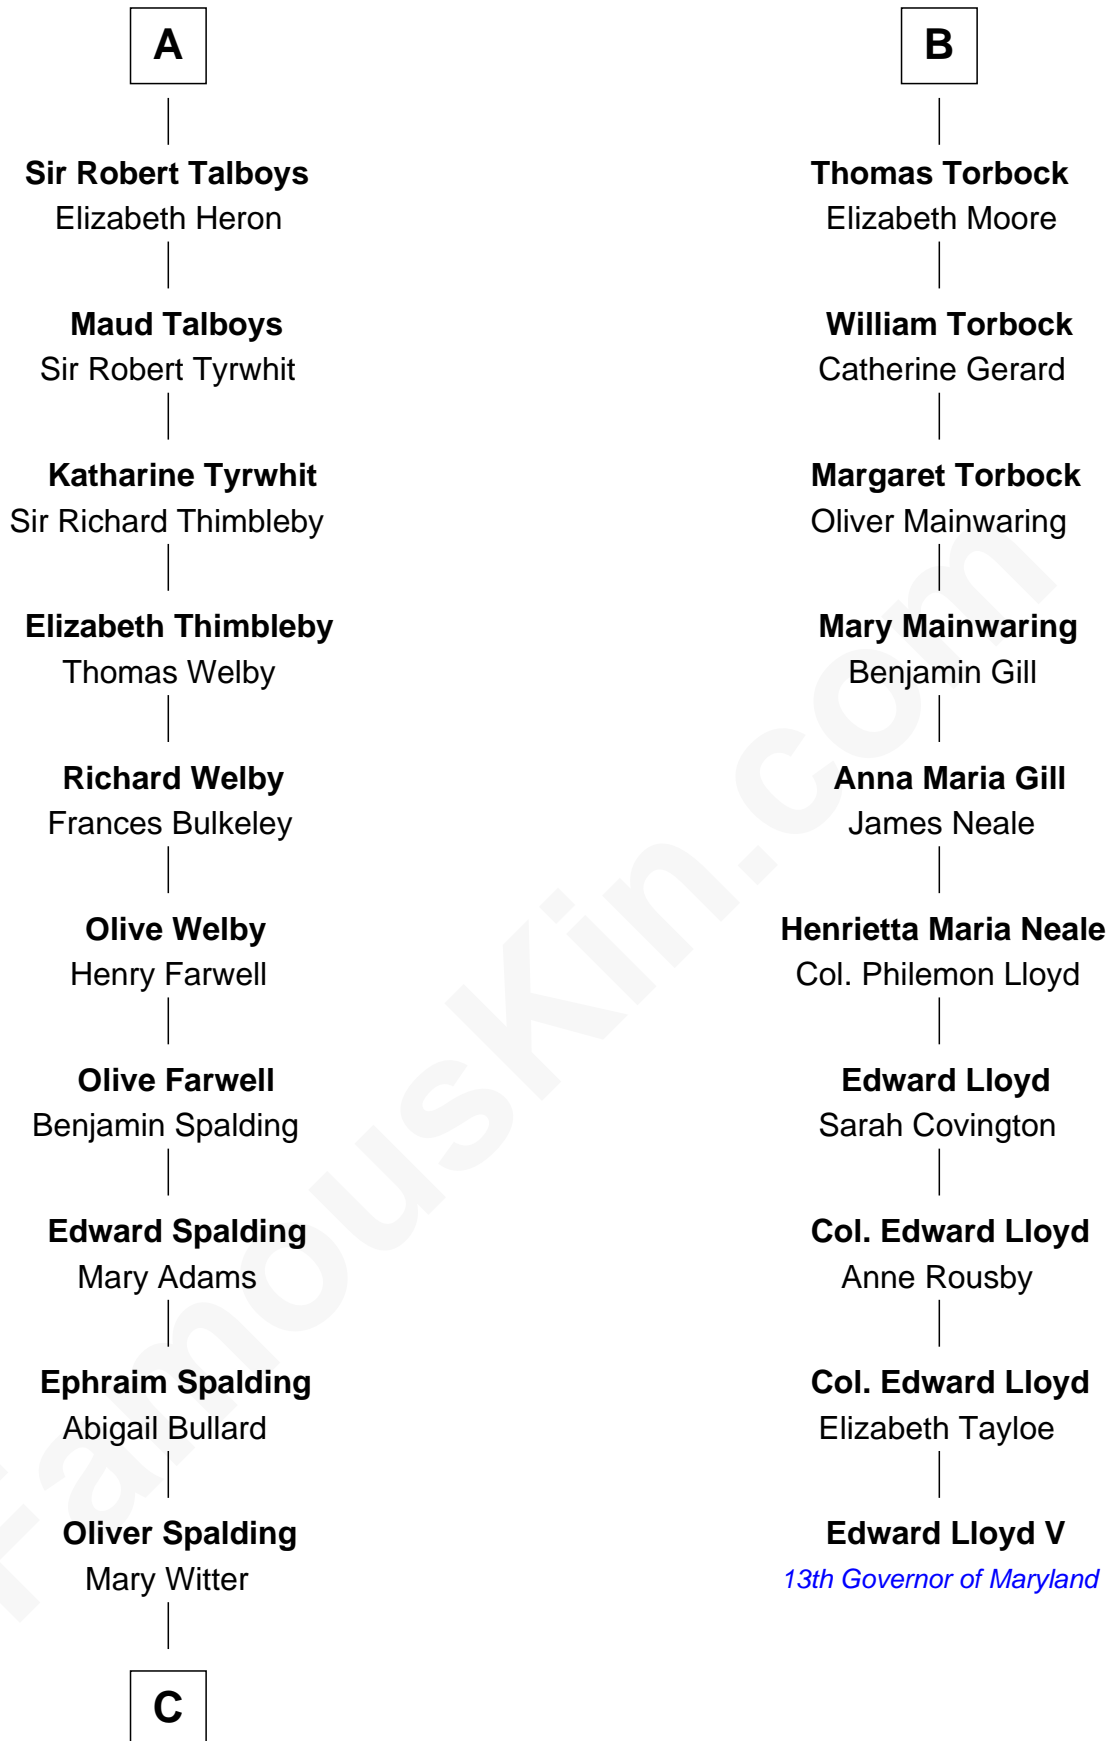 A
Sir Robert Talboys
Elizabeth Heron
Maud Talboys
Sir Robert Tyrwhit
Katharine Tyrwhit
Sir Richard Thimbleby
Elizabeth Thimbleby
Thomas Welby
Richard Welby
Frances Bulkeley
Olive Welby
Henry Farwell
Olive Farwell
Benjamin Spalding
Edward Spalding
Mary Adams
Ephraim Spalding
Abigail Bullard
Oliver Spalding
Mary Witter
C
B
Thomas Torbock
Elizabeth Moore
William Torbock
Catherine Gerard
Margaret Torbock
Oliver Mainwaring
Mary Mainwaring
Benjamin Gill
Anna Maria Gill
James Neale
Henrietta Maria Neale
Col. Philemon Lloyd
Edward Lloyd
Sarah Covington
Col. Edward Lloyd
Anne Rousby
Col. Edward Lloyd
Elizabeth Tayloe
Edward Lloyd V
13th Governor of Maryland
FamousKin.com